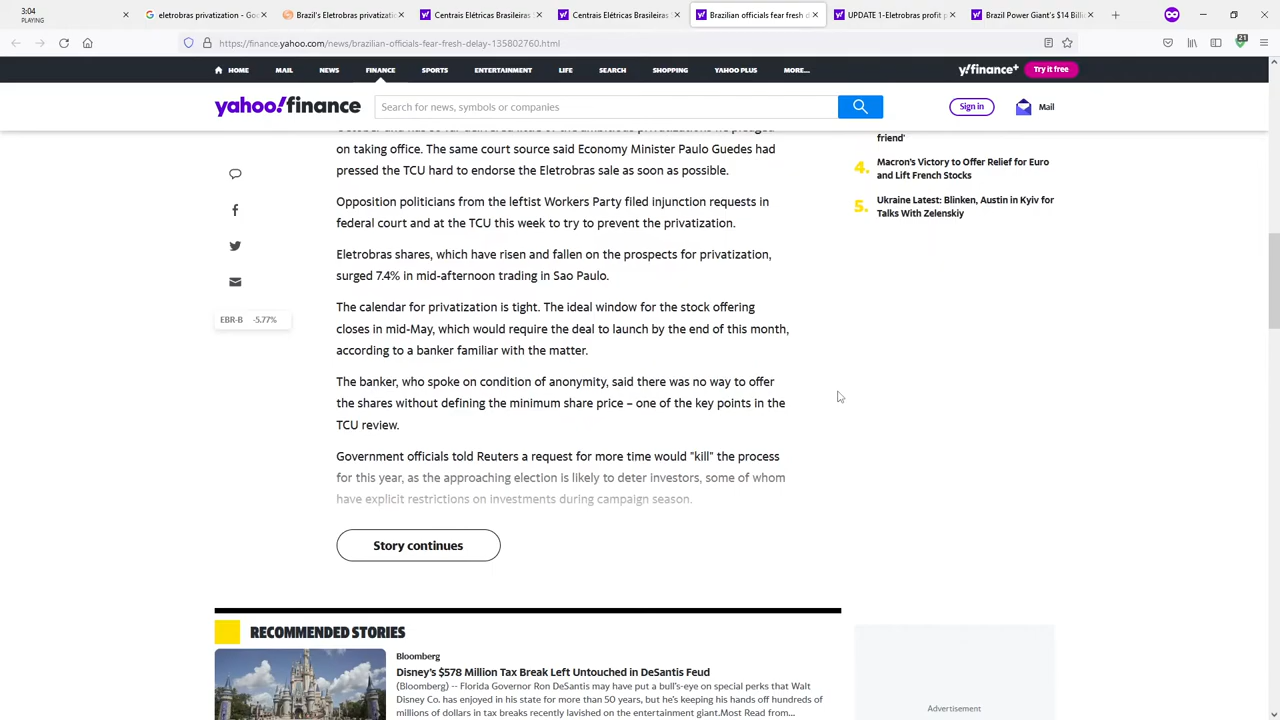 3:04
PLAYING
eletrobras privatization - Goo
Brazil's Eletrobras privatizatio
Centrais Elétricas Brasileiras
Centrais Elétricas Brasileiras
Brazilian officials fear fresh d
UPDATE 1-Eletrobras profit p
Brazil Power Giant's $14 Billi
https://finance.yahoo.com/news/brazilian-officials-fear-fresh-delay-135802760.html
21
HOME
MAIL
NEWS
FINANCE
SPORTS
ENTERTAINMENT
LIFE
SEARCH
SHOPPING
YAHOO PLUS
MORE...
y!finance+
Try it free
yahoo!finance
Search for news, symbols or companies
Sign in
Mail
October and has so far delivered little of the ambitious privatizations he pledged
on taking office. The same court source said Economy Minister Paulo Guedes had
pressed the TCU hard to endorse the Eletrobras sale as soon as possible.
Opposition politicians from the leftist Workers Party filed injunction requests in
federal court and at the TCU this week to try to prevent the privatization.
Eletrobras shares, which have risen and fallen on the prospects for privatization,
surged 7.4% in mid-afternoon trading in Sao Paulo.
The calendar for privatization is tight. The ideal window for the stock offering
closes in mid-May, which would require the deal to launch by the end of this month,
according to a banker familiar with the matter.
The banker, who spoke on condition of anonymity, said there was no way to offer
the shares without defining the minimum share price – one of the key points in the
TCU review.
Government officials told Reuters a request for more time would "kill" the process
for this year, as the approaching election is likely to deter investors, some of whom
have explicit restrictions on investments during campaign season.
Story continues
EBR-B -5.77%
friend'
4. Macron's Victory to Offer Relief for Euro
and Lift French Stocks
5. Ukraine Latest: Blinken, Austin in Kyiv for
Talks With Zelenskiy
RECOMMENDED STORIES
Bloomberg
Disney's $578 Million Tax Break Left Untouched in DeSantis Feud
(Bloomberg) -- Florida Governor Ron DeSantis may have put a bull's-eye on special perks that Walt
Disney Co. has enjoyed in his state for more than 50 years, but he's keeping his hands off hundreds of
millions of dollars in tax breaks recently lavished on the entertainment giant.Most Read from...
Advertisement